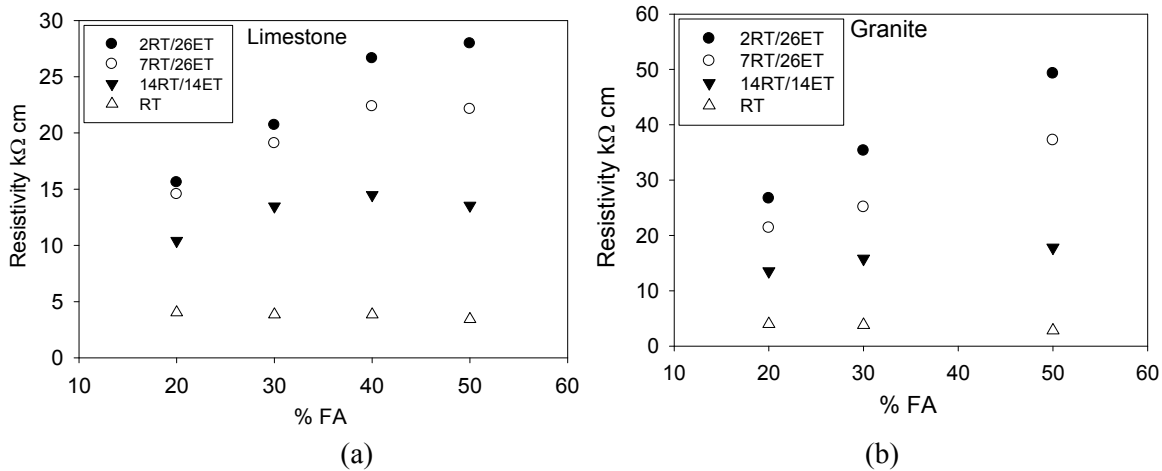 Limestone
2RT/26ET
7RT/26ET
14RT/14ET
RT
Resistivity kΩ cm
30
25
20
15
10
5
0
10 20 30 40 50 60
% FA
(a)
Granite
2RT/26ET
7RT/26ET
14RT/14ET
RT
Resistivity kΩ cm
60
50
40
30
20
10
0
10 20 30 40 50 60
% FA
(b)